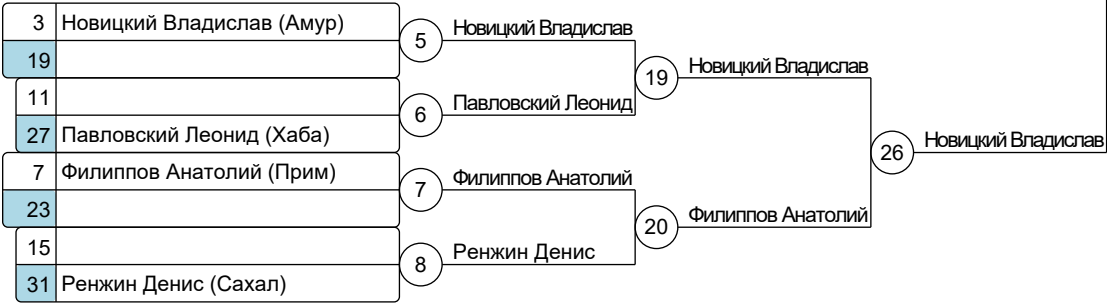 3 Новицкий Владислав (Амур)
19
11
27 Павловский Леонид (Хаба)
7 Филиппов Анатолий (Прим)
23
15
31 Ренжин Денис (Сахал)
5
6
7
8
Новицкий Владислав
Павловский Леонид
Филиппов Анатолий
Ренжин Денис
19
20
Новицкий Владислав
Филиппов Анатолий
26
Новицкий Владислав